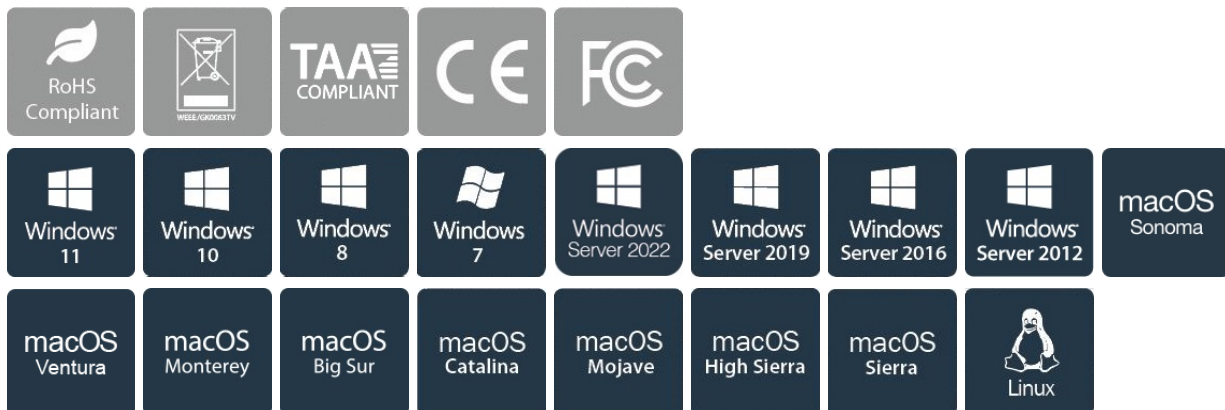 RoHS
Compliant
WEEE/GK0063TV
TAA
COMPLIANT
CE
FC
Windows
11
Windows
10
Windows
8
Windows
7
Windows
Server 2022
Windows
Server 2019
Windows
Server 2016
Windows
Server 2012
macOS
Sonoma
macOS
Ventura
macOS
Monterey
macOS
Big Sur
macOS
Catalina
macOS
Mojave
macOS
High Sierra
macOS
Sierra
Linux